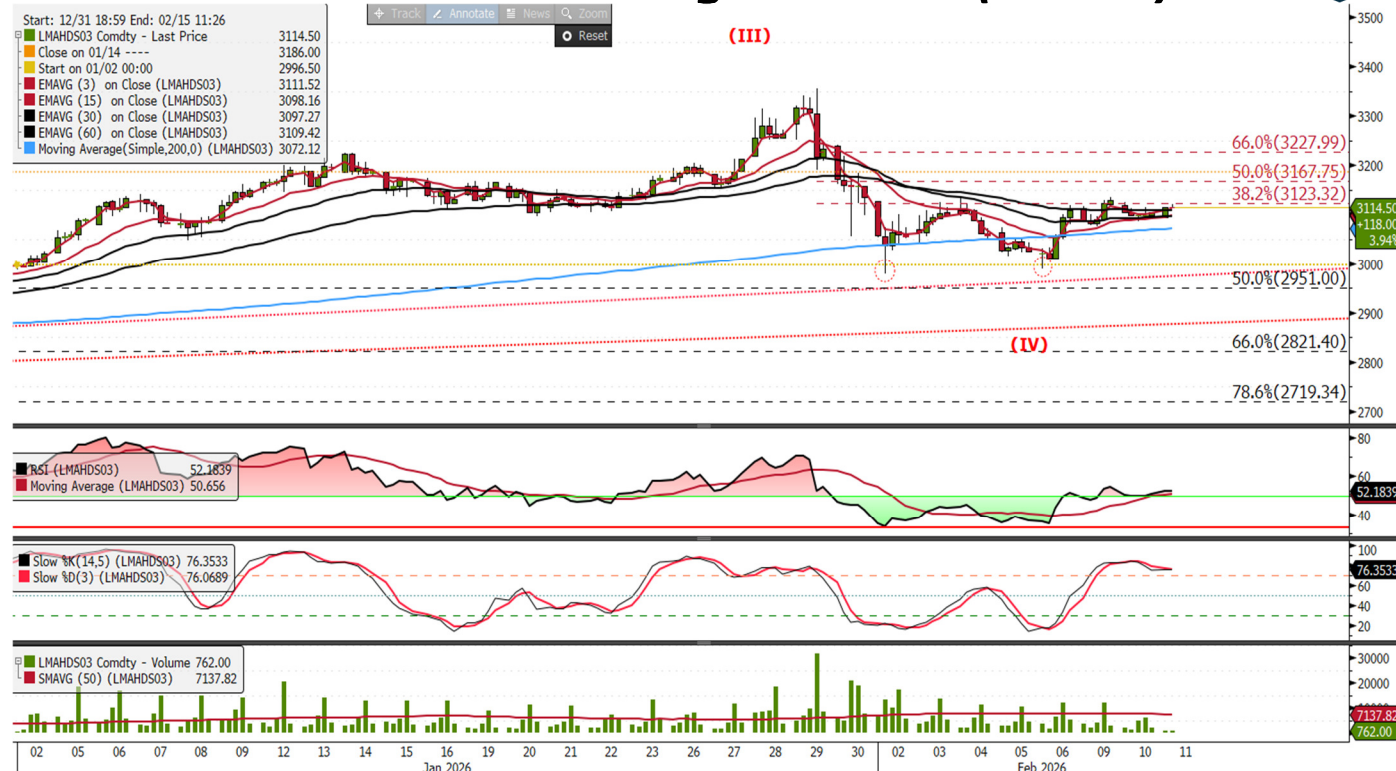 Track Annotate News Zoom
Reset
Start: 12/31 18:59 End: 02/15 11:26
LMAHDS03 Comdty - Last Price 3114.50
Close on 01/14 ---- 3186.00
Start on 01/02 00:00 2996.50
EMAVG (3) on Close (LMAHDS03) 3111.52
EMAVG (15) on Close (LMAHDS03) 3098.16
EMAVG (30) on Close (LMAHDS03) 3097.27
EMAVG (60) on Close (LMAHDS03) 3109.42
Moving Average(Simple,200,0) (LMAHDS03) 3072.12
(III)
(IV)
66.0%(3227.99)
50.0%(3167.75)
38.2%(3123.32)
50.0%(2951.00)
66.0%(2821.40)
78.6%(2719.34)
3500
3400
3300
3200
3114.50
+118.00
3.94%
3000
2900
2800
2700
RSI (LMAHDS03) 52.1839
Moving Average (LMAHDS03) 50.656
80
60
52.1839
40
Slow %K(14,5) (LMAHDS03) 76.3533
Slow %D(3) (LMAHDS03) 76.0689
100
76.3533
60
40
20
LMAHDS03 Comdty - Volume 762.00
SMAVG (50) (LMAHDS03) 7137.82
30000
20000
7137.82
762.00
02 05 06 07 08 09 12 13 14 15 16 19 20 21 22 23 26 27 28 29 30 02 03 04 05 06 09 10 11
Jan 2026 Feb 2026